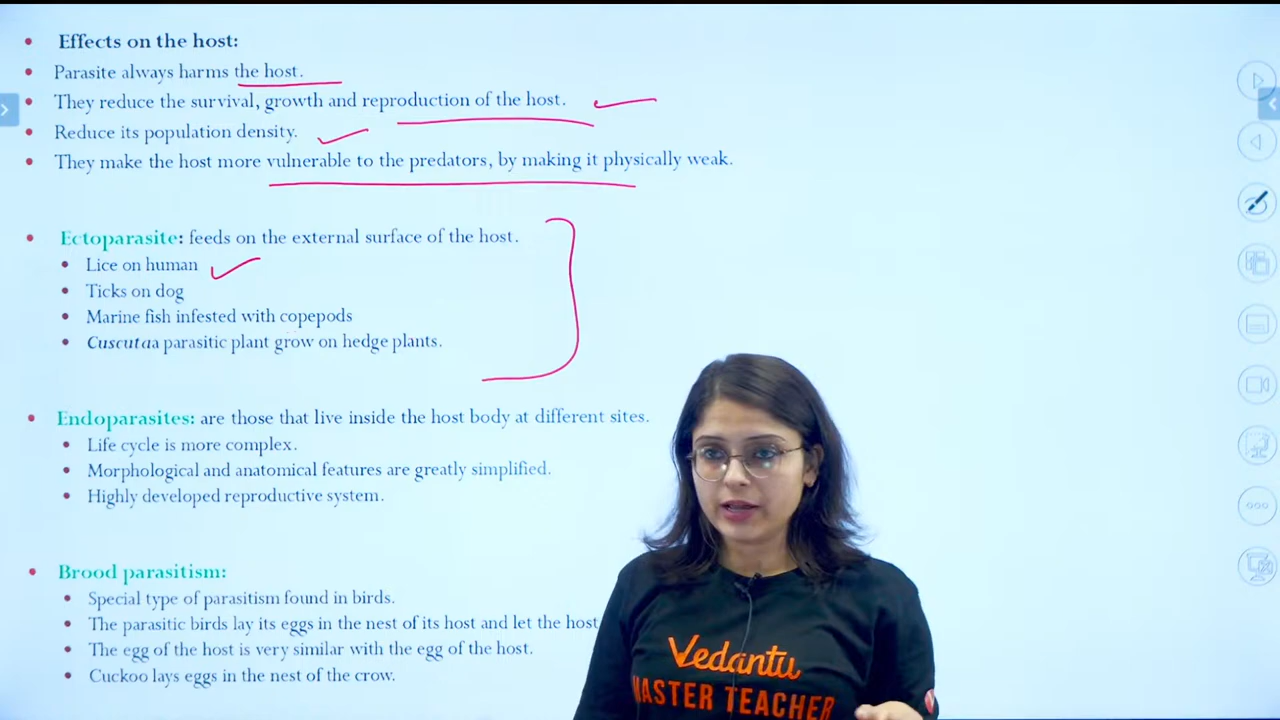 Effects on the host:
Parasite always harms the host.
They reduce the survival, growth and reproduction of the host.
Reduce its population density.
They make the host more vulnerable to the predators, by making it physically weak.
Ectoparasite: feeds on the external surface of the host.
Lice on human
Ticks on dog
Marine fish infested with copepods
Cuscutaa parasitic plant grow on hedge plants.
Endoparasites: are those that live inside the host body at different sites.
Life cycle is more complex.
Morphological and anatomical features are greatly simplified.
Highly developed reproductive system.
Brood parasitism:
Special type of parasitism found in birds.
The parasitic birds lay its eggs in the nest of its host and let the host
The egg of the host is very similar with the egg of the host.
Cuckoo lays eggs in the nest of the crow.
Vedantu
MASTER TEACHER